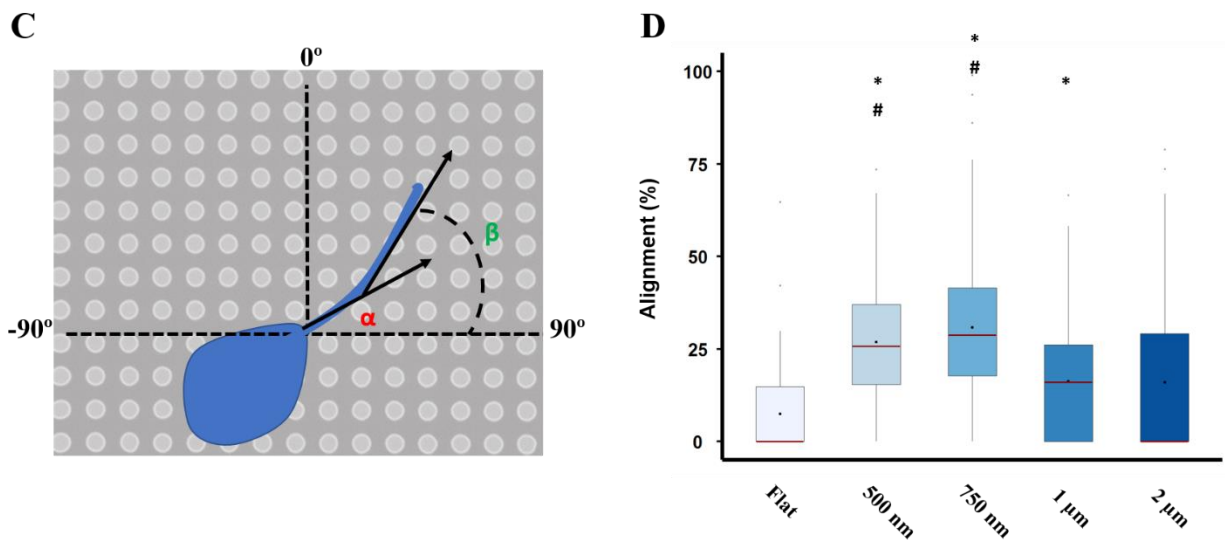 C
0º
-90º
90º
α
β
D
Alignment (%)
100
75
50
25
0
*
#
*
#
*
Flat
500 nm
750 nm
1 µm
2 µm